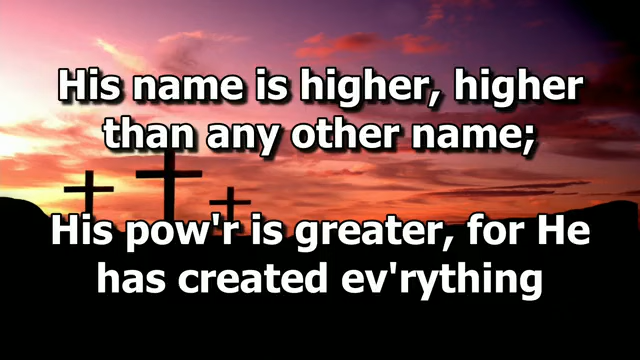 His name is higher, higher
than any other name;
His pow'r is greater, for He
has created ev'rything